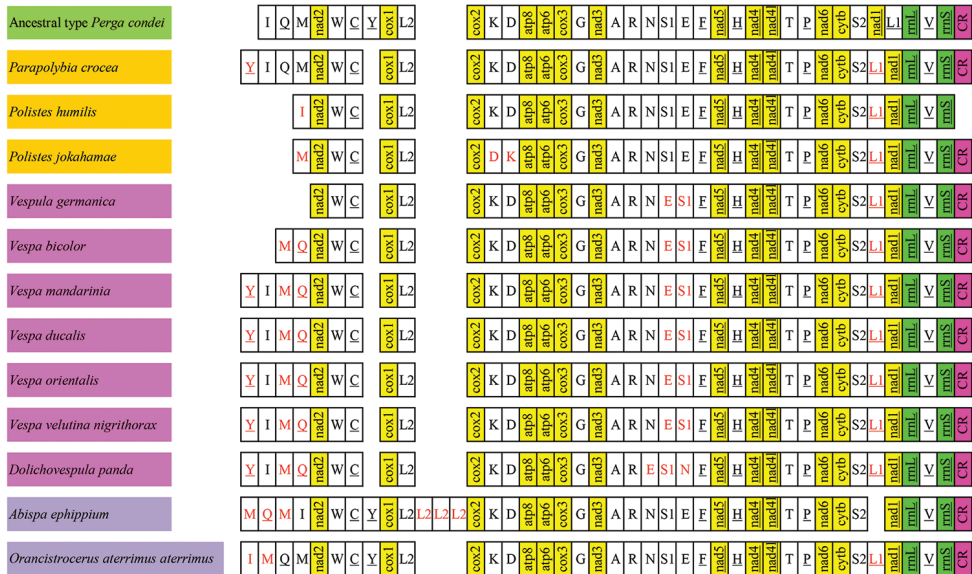 Ancestral type Perga condei I Q M nad2 W C Y cox1 L2 cox2 K D atp8 atp6 cox3 G nad3 A R N S1 E F nad5 H nad4 nad4l T P nad6 cytb S2 nad1 L1 rrnL V rrnS CR
Parapolybia crocea Y I Q M nad2 W C cox1 L2 cox2 K D atp8 atp6 cox3 G nad3 A R N S1 E F nad5 H nad4 nad4l T P nad6 cytb S2 L1 nad1 rrnL V rrnS CR
Polistes humilis I nad2 W C cox1 L2 cox2 K D atp8 atp6 cox3 G nad3 A R N S1 E F nad5 H nad4 nad4l T P nad6 cytb S2 L1 nad1 rrnL V rrnS
Polistes jokahamae M nad2 W C cox1 L2 cox2 D K atp8 atp6 cox3 G nad3 A R N S1 E F nad5 H nad4 nad4l T P nad6 cytb S2 L1 nad1 rrnL V rrnS CR
Vespula germanica nad2 W C cox1 L2 cox2 K D atp8 atp6 cox3 G nad3 A R N E S1 F nad5 H nad4 nad4l T P nad6 cytb S2 L1 nad1 rrnL V rrnS CR
Vespa bicolor M Q nad2 W C cox1 L2 cox2 K D atp8 atp6 cox3 G nad3 A R N E S1 F nad5 H nad4 nad4l T P nad6 cytb S2 L1 nad1 rrnL V rrnS CR
Vespa mandarinia Y I M Q nad2 W C cox1 L2 cox2 K D atp8 atp6 cox3 G nad3 A R N E S1 F nad5 H nad4 nad4l T P nad6 cytb S2 L1 nad1 rrnL V rrnS CR
Vespa ducalis Y I M Q nad2 W C cox1 L2 cox2 K D atp8 atp6 cox3 G nad3 A R N E S1 F nad5 H nad4 nad4l T P nad6 cytb S2 L1 nad1 rrnL V rrnS CR
Vespa orientalis Y I M Q nad2 W C cox1 L2 cox2 K D atp8 atp6 cox3 G nad3 A R N E S1 F nad5 H nad4 nad4l T P nad6 cytb S2 L1 nad1 rrnL V rrnS CR
Vespa velutina nigrithorax Y I M Q nad2 W C cox1 L2 cox2 K D atp8 atp6 cox3 G nad3 A R N E S1 F nad5 H nad4 nad4l T P nad6 cytb S2 L1 nad1 rrnL V rrnS CR
Dolichovespula panda Y I M Q nad2 W C cox1 L2 cox2 K D atp8 atp6 cox3 G nad3 A R E S1 N F nad5 H nad4 nad4l T P nad6 cytb S2 L1 nad1 rrnL V rrnS CR
Abispa ephippium M Q M I nad2 W C Y cox1 L2 L2 L2 L2 cox2 K D atp8 atp6 cox3 G nad3 A R N S1 E F nad5 H nad4 nad4l T P nad6 cytb S2 nad1 rrnL V rrnS CR
Orancistrocerus aterrimus aterrimus I M Q M nad2 W C Y cox1 L2 cox2 K D atp8 atp6 cox3 G nad3 A R N S1 E F nad5 H nad4 nad4l T P nad6 cytb S2 L1 nad1 rrnL V rrnS CR